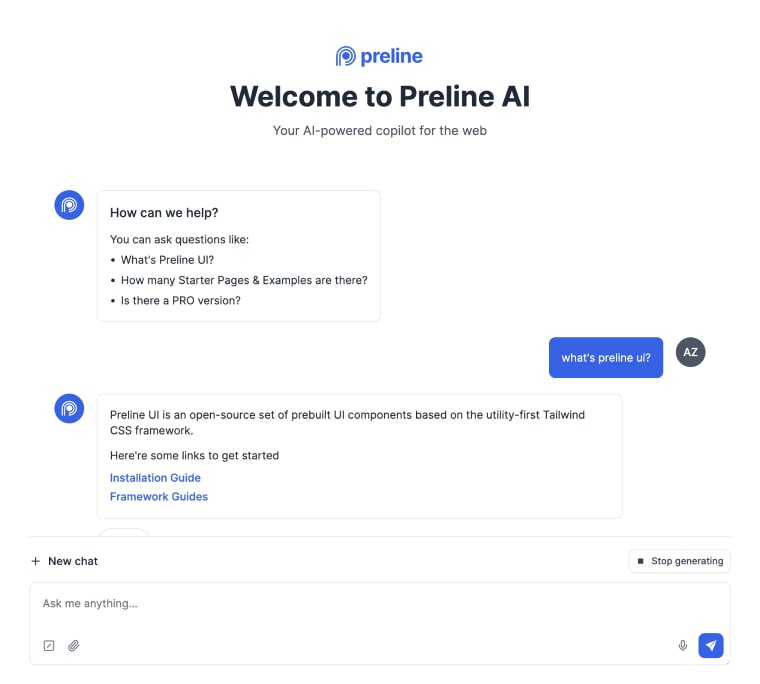 preline
Welcome to Preline AI
Your AI-powered copilot for the web
How can we help?
You can ask questions like:
• What's Preline UI?
• How many Starter Pages & Examples are there?
• Is there a PRO version?
what's preline ui?
AZ
Preline UI is an open-source set of prebuilt UI components based on the utility-first Tailwind
CSS framework.
Here're some links to get started
Installation Guide
Framework Guides
New chat
Stop generating
Ask me anything...